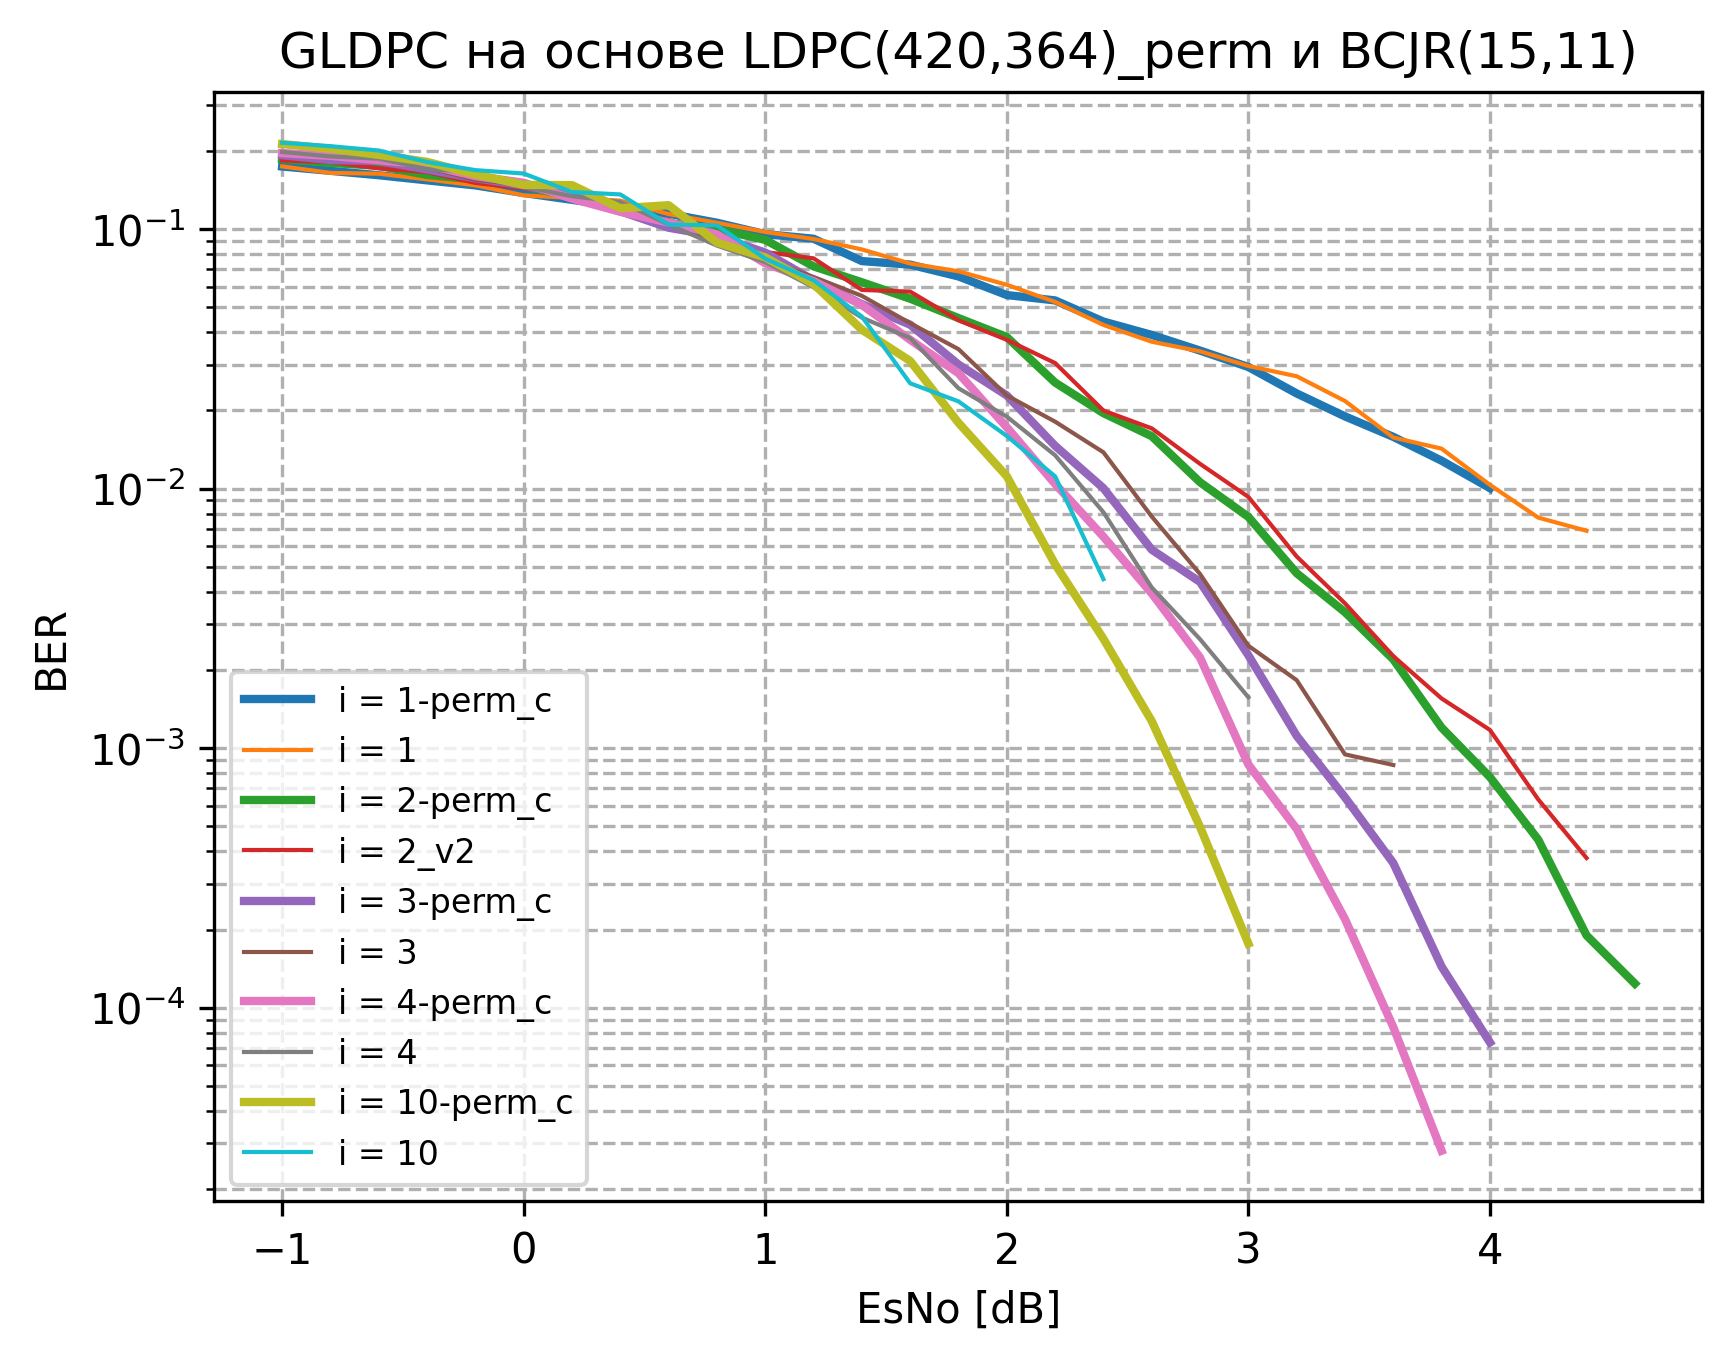 GLDPC на основе LDPC(420,364)_perm и BCJR(15,11)
BER
10⁻¹
10⁻²
10⁻³
10⁻⁴
i = 1-perm_c
i = 1
i = 2-perm_c
i = 2_v2
i = 3-perm_c
i = 3
i = 4-perm_c
i = 4
i = 10-perm_c
i = 10
−1 0 1 2 3 4
EsNo [dB]